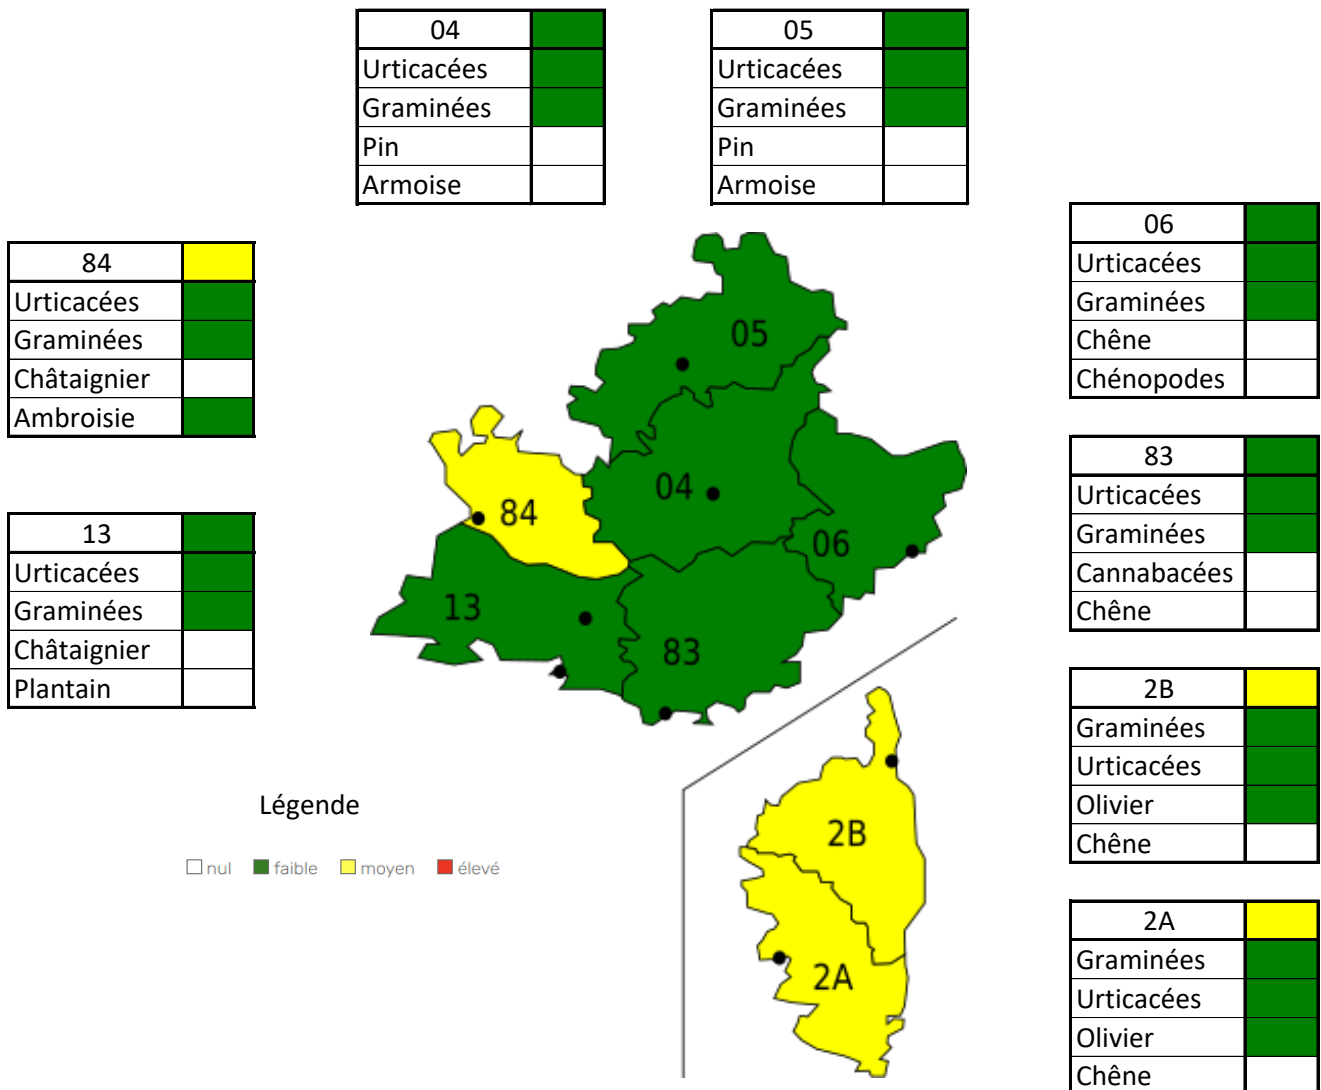 04
Urticacées
Graminées
Pin
Armoise
05
Urticacées
Graminées
Pin
Armoise
84
Urticacées
Graminées
Châtaignier
Ambroisie
13
Urticacées
Graminées
Châtaignier
Plantain
06
Urticacées
Graminées
Chêne
Chénopodes
83
Urticacées
Graminées
Cannabacées
Chêne
2B
Graminées
Urticacées
Olivier
Chêne
2A
Graminées
Urticacées
Olivier
Chêne
05
04
84
06
13
83
2B
2A
Légende
nul faible moyen élevé